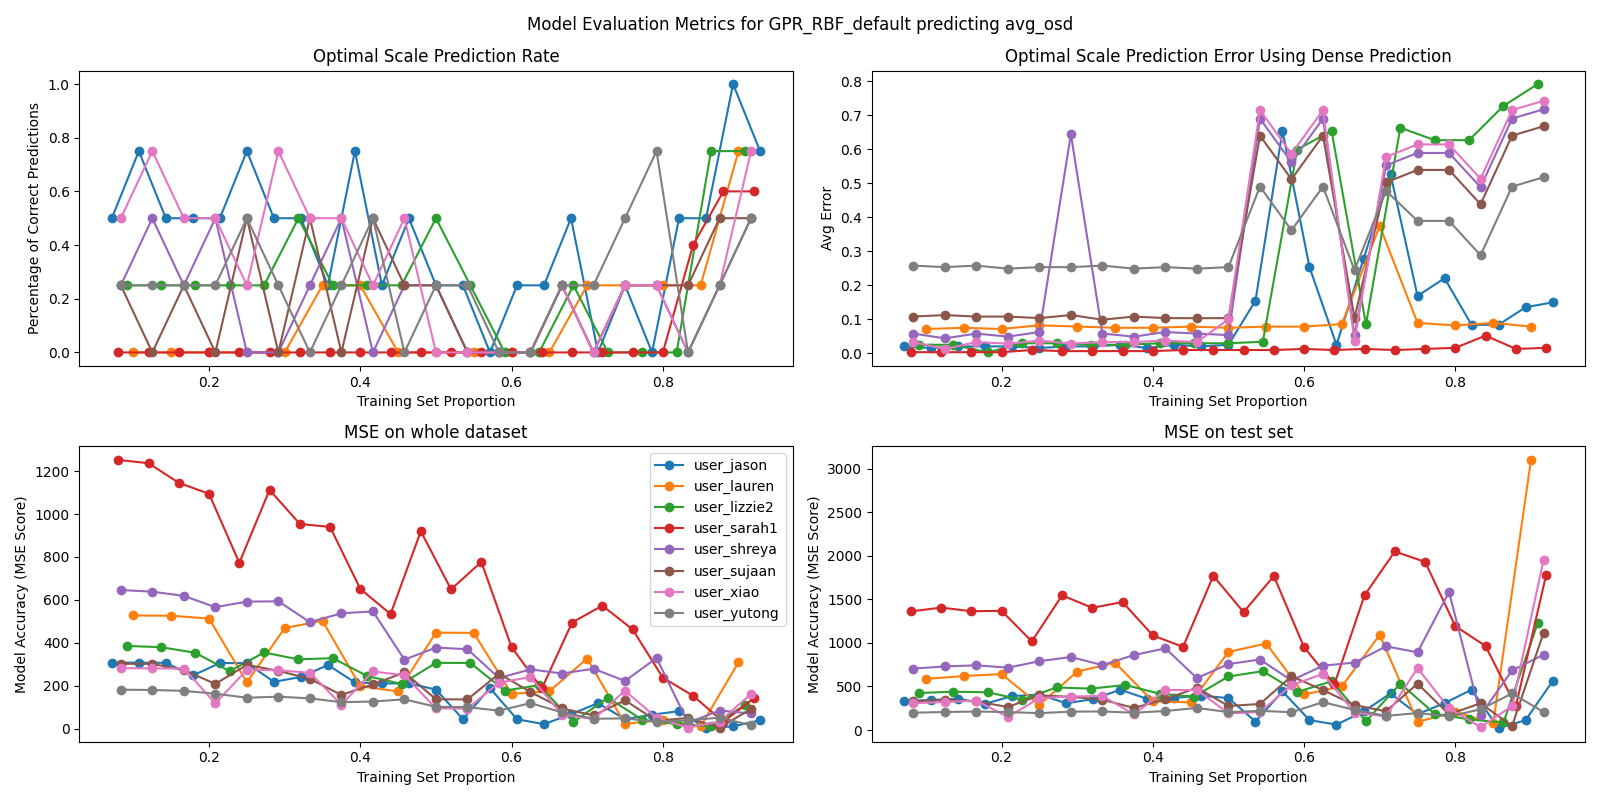 Model Evaluation Metrics for GPR_RBF_default predicting avg_osd
Optimal Scale Prediction Rate
Percentage of Correct Predictions
1.0
0.8
0.6
0.4
0.2
0.0
0.2 0.4 0.6 0.8
Training Set Proportion
Optimal Scale Prediction Error Using Dense Prediction
Avg Error
0.8
0.7
0.6
0.5
0.4
0.3
0.2
0.1
0.0
0.2 0.4 0.6 0.8
Training Set Proportion
MSE on whole dataset
Model Accuracy (MSE Score)
1200
1000
800
600
400
200
0
user_jason
user_lauren
user_lizzie2
user_sarah1
user_shreya
user_sujaan
user_xiao
user_yutong
0.2 0.4 0.6 0.8
Training Set Proportion
MSE on test set
Model Accuracy (MSE Score)
3000
2500
2000
1500
1000
500
0
0.2 0.4 0.6 0.8
Training Set Proportion